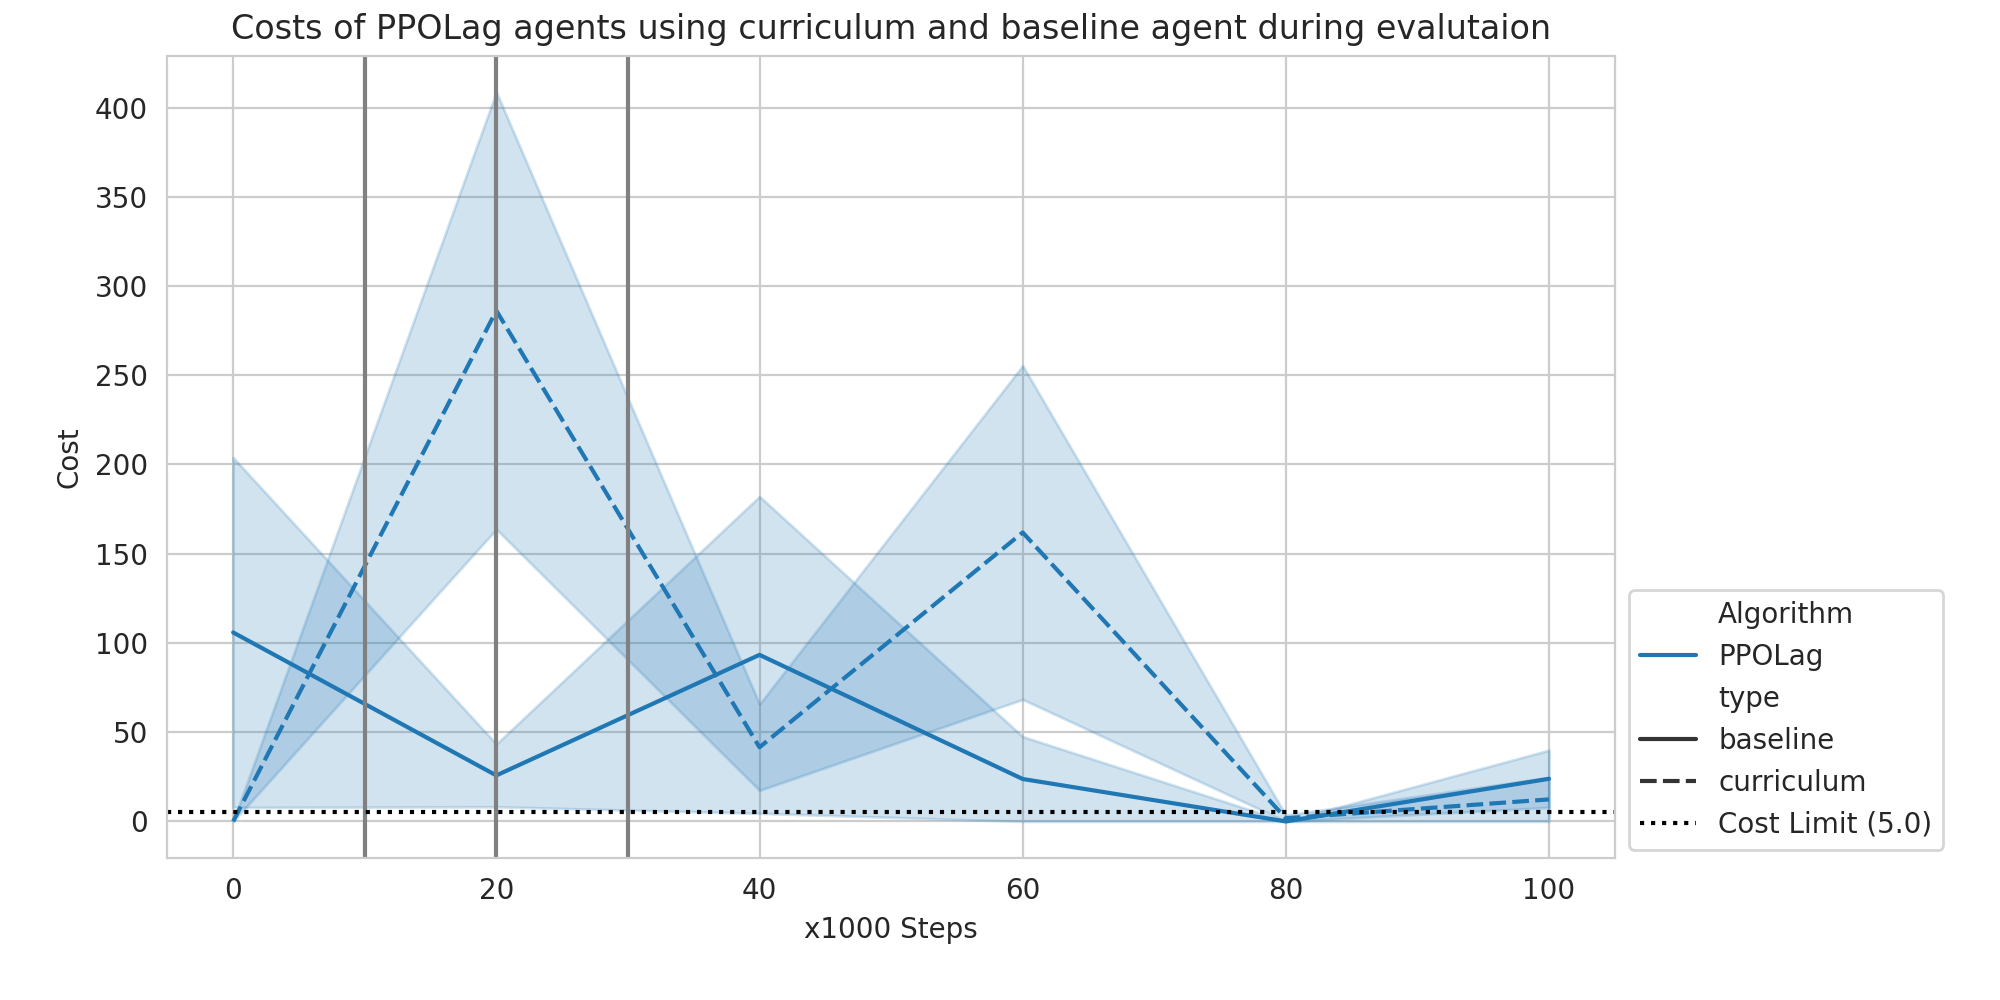 Costs of PPOLag agents using curriculum and baseline agent during evalutaion
400
350
300
250
200
150
100
50
0
Cost
0 20 40 60 80 100
x1000 Steps
Algorithm
PPOLag
type
baseline
curriculum
Cost Limit (5.0)